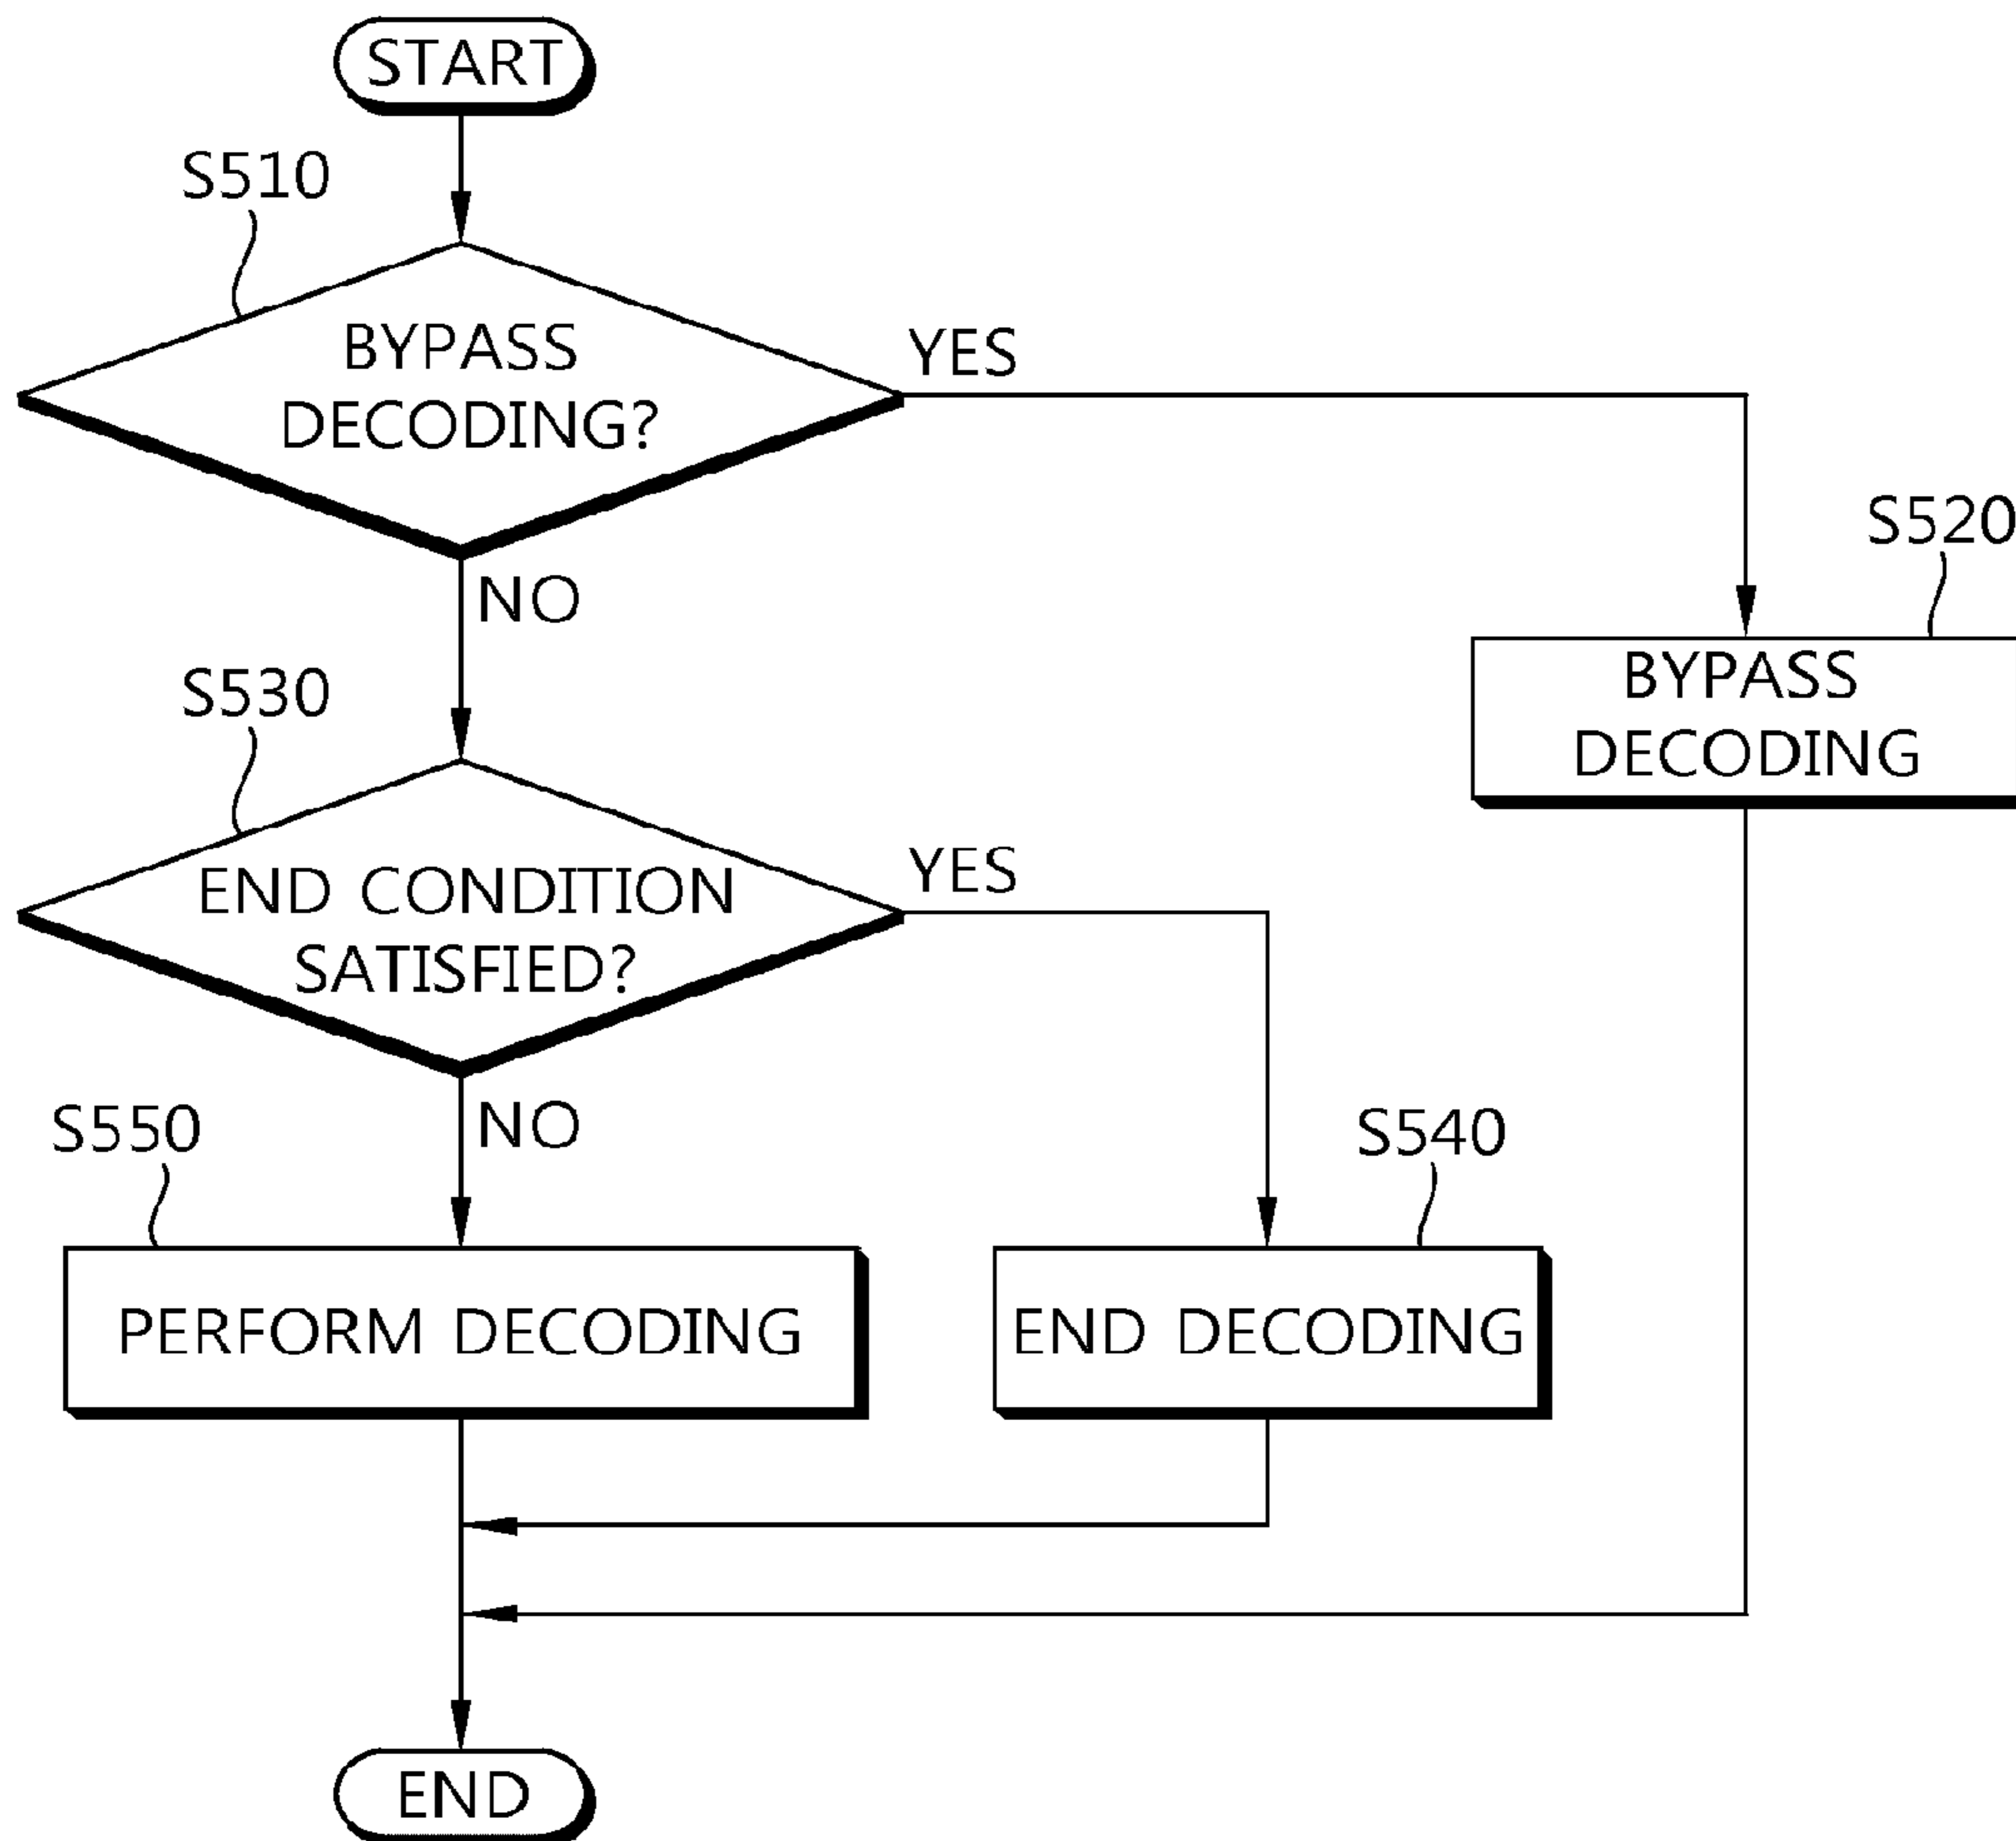 START
S510
BYPASS
DECODING?
YES
NO
S520
BYPASS
DECODING
S530
END CONDITION
SATISFIED?
YES
NO
S550
PERFORM DECODING
S540
END DECODING
END